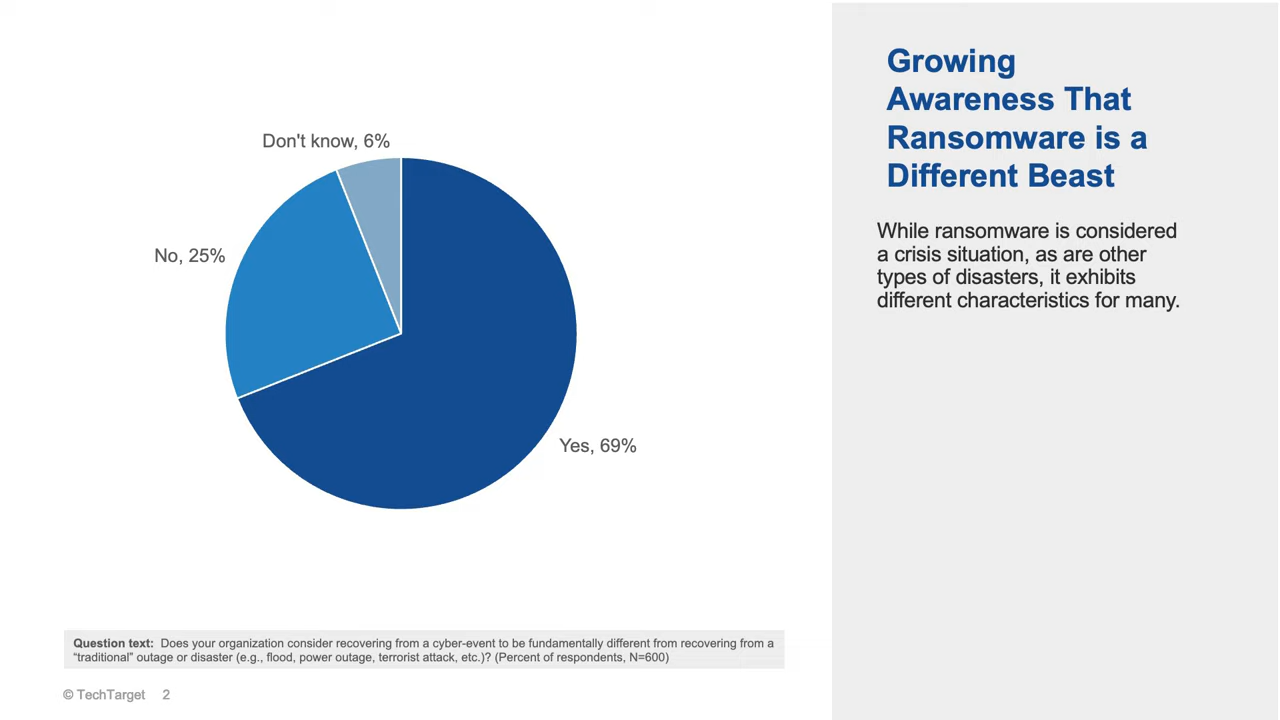 Growing
Awareness That
Ransomware is a
Different Beast
While ransomware is considered
a crisis situation, as are other
types of disasters, it exhibits
different characteristics for many.
Don't know, 6%
No, 25%
Yes, 69%
Question text:  Does your organization consider recovering from a cyber-event to be fundamentally different from recovering from a
“traditional” outage or disaster (e.g., flood, power outage, terrorist attack, etc.)? (Percent of respondents, N=600)
© TechTarget 2